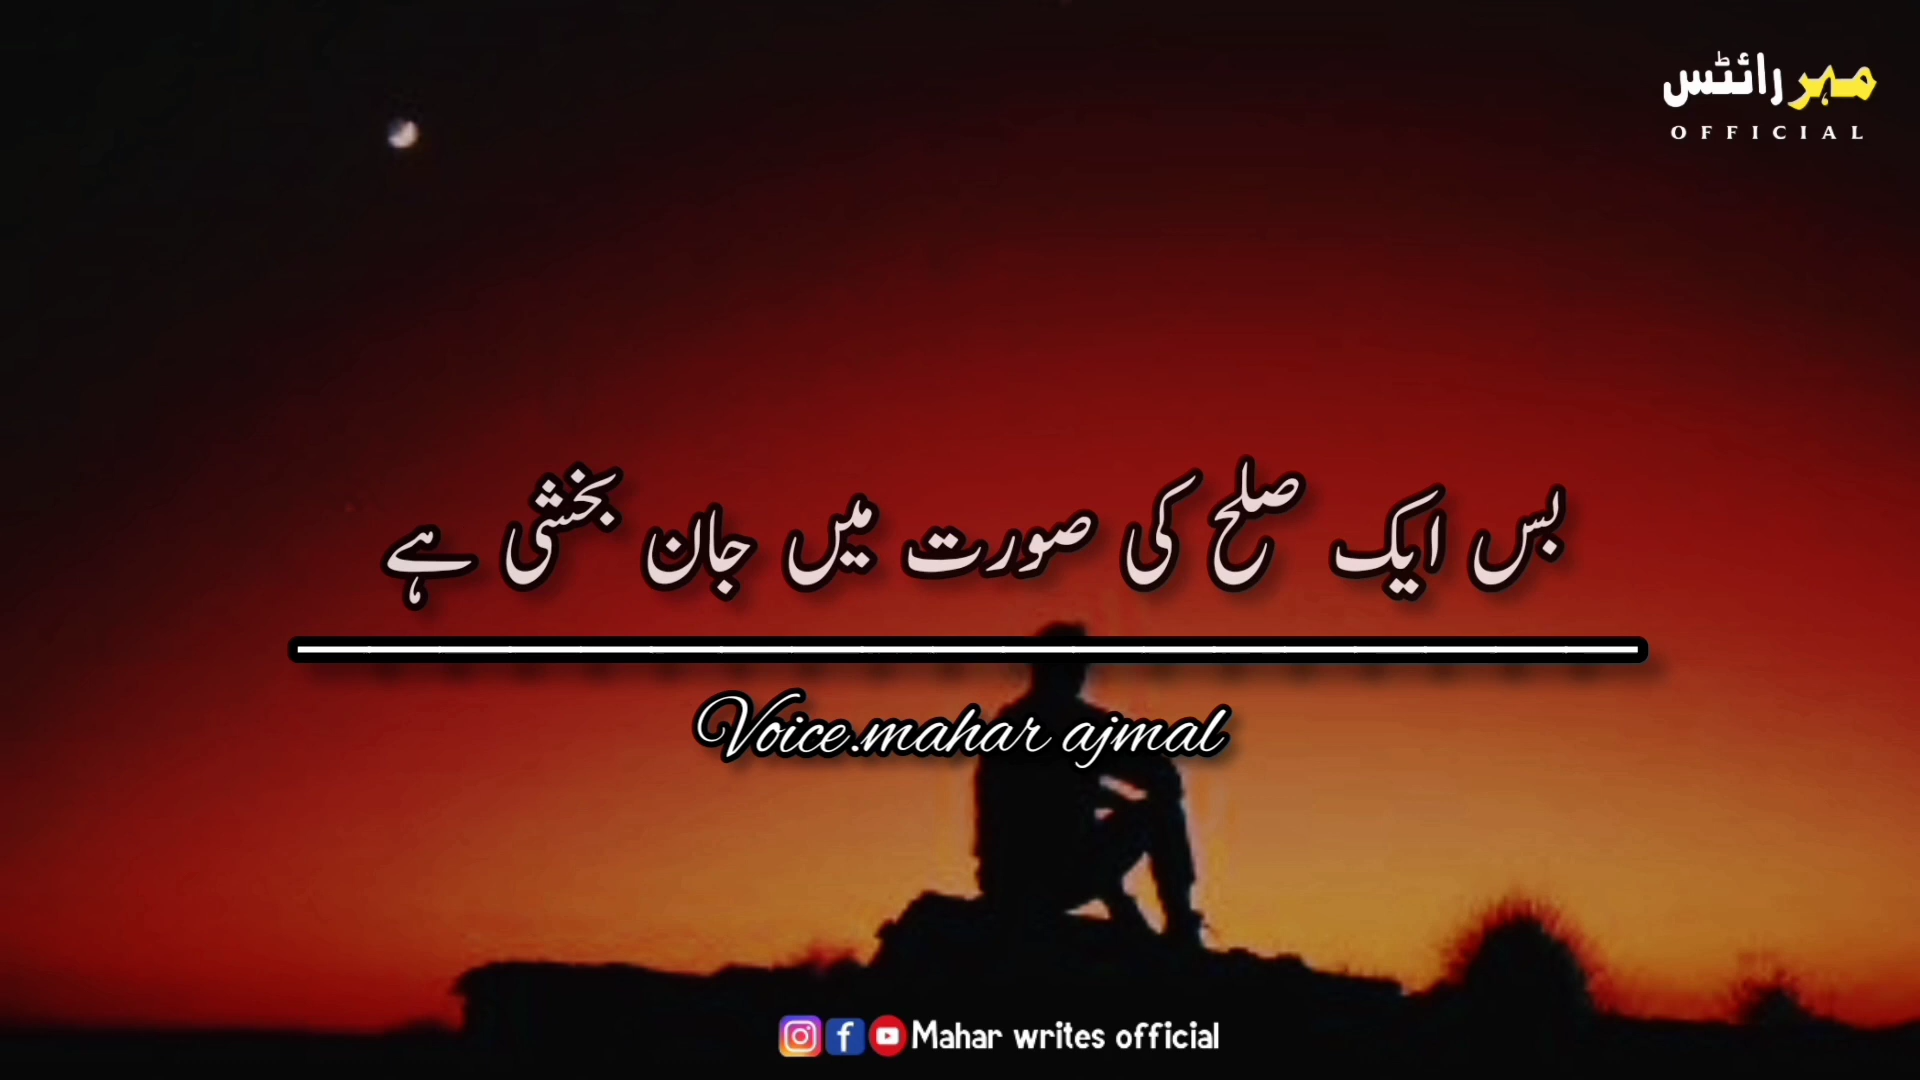 مہر رائٹس
OFFICIAL
بس ایک صلح کی صورت میں جان بخشی ہے
Voice.mahar ajmal
Mahar writes official